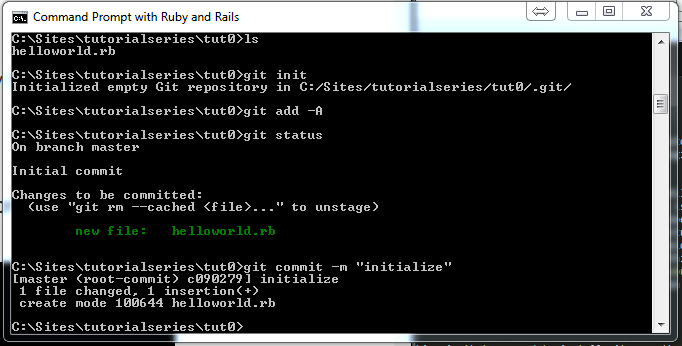 Command Prompt with Ruby and Rails
C:\Sites\tutorialseries\tut0>ls
helloworld.rb
C:\Sites\tutorialseries\tut0>git init
Initialized empty Git repository in C:/Sites/tutorialseries/tut0/.git/
C:\Sites\tutorialseries\tut0>git add -A
C:\Sites\tutorialseries\tut0>git status
On branch master
Initial commit
Changes to be committed:
(use "git rm --cached <file>..." to unstage)
new file:   helloworld.rb
C:\Sites\tutorialseries\tut0>git commit -m "initialize"
[master (root-commit) c090279] initialize
1 file changed, 1 insertion(+)
create mode 100644 helloworld.rb
C:\Sites\tutorialseries\tut0>